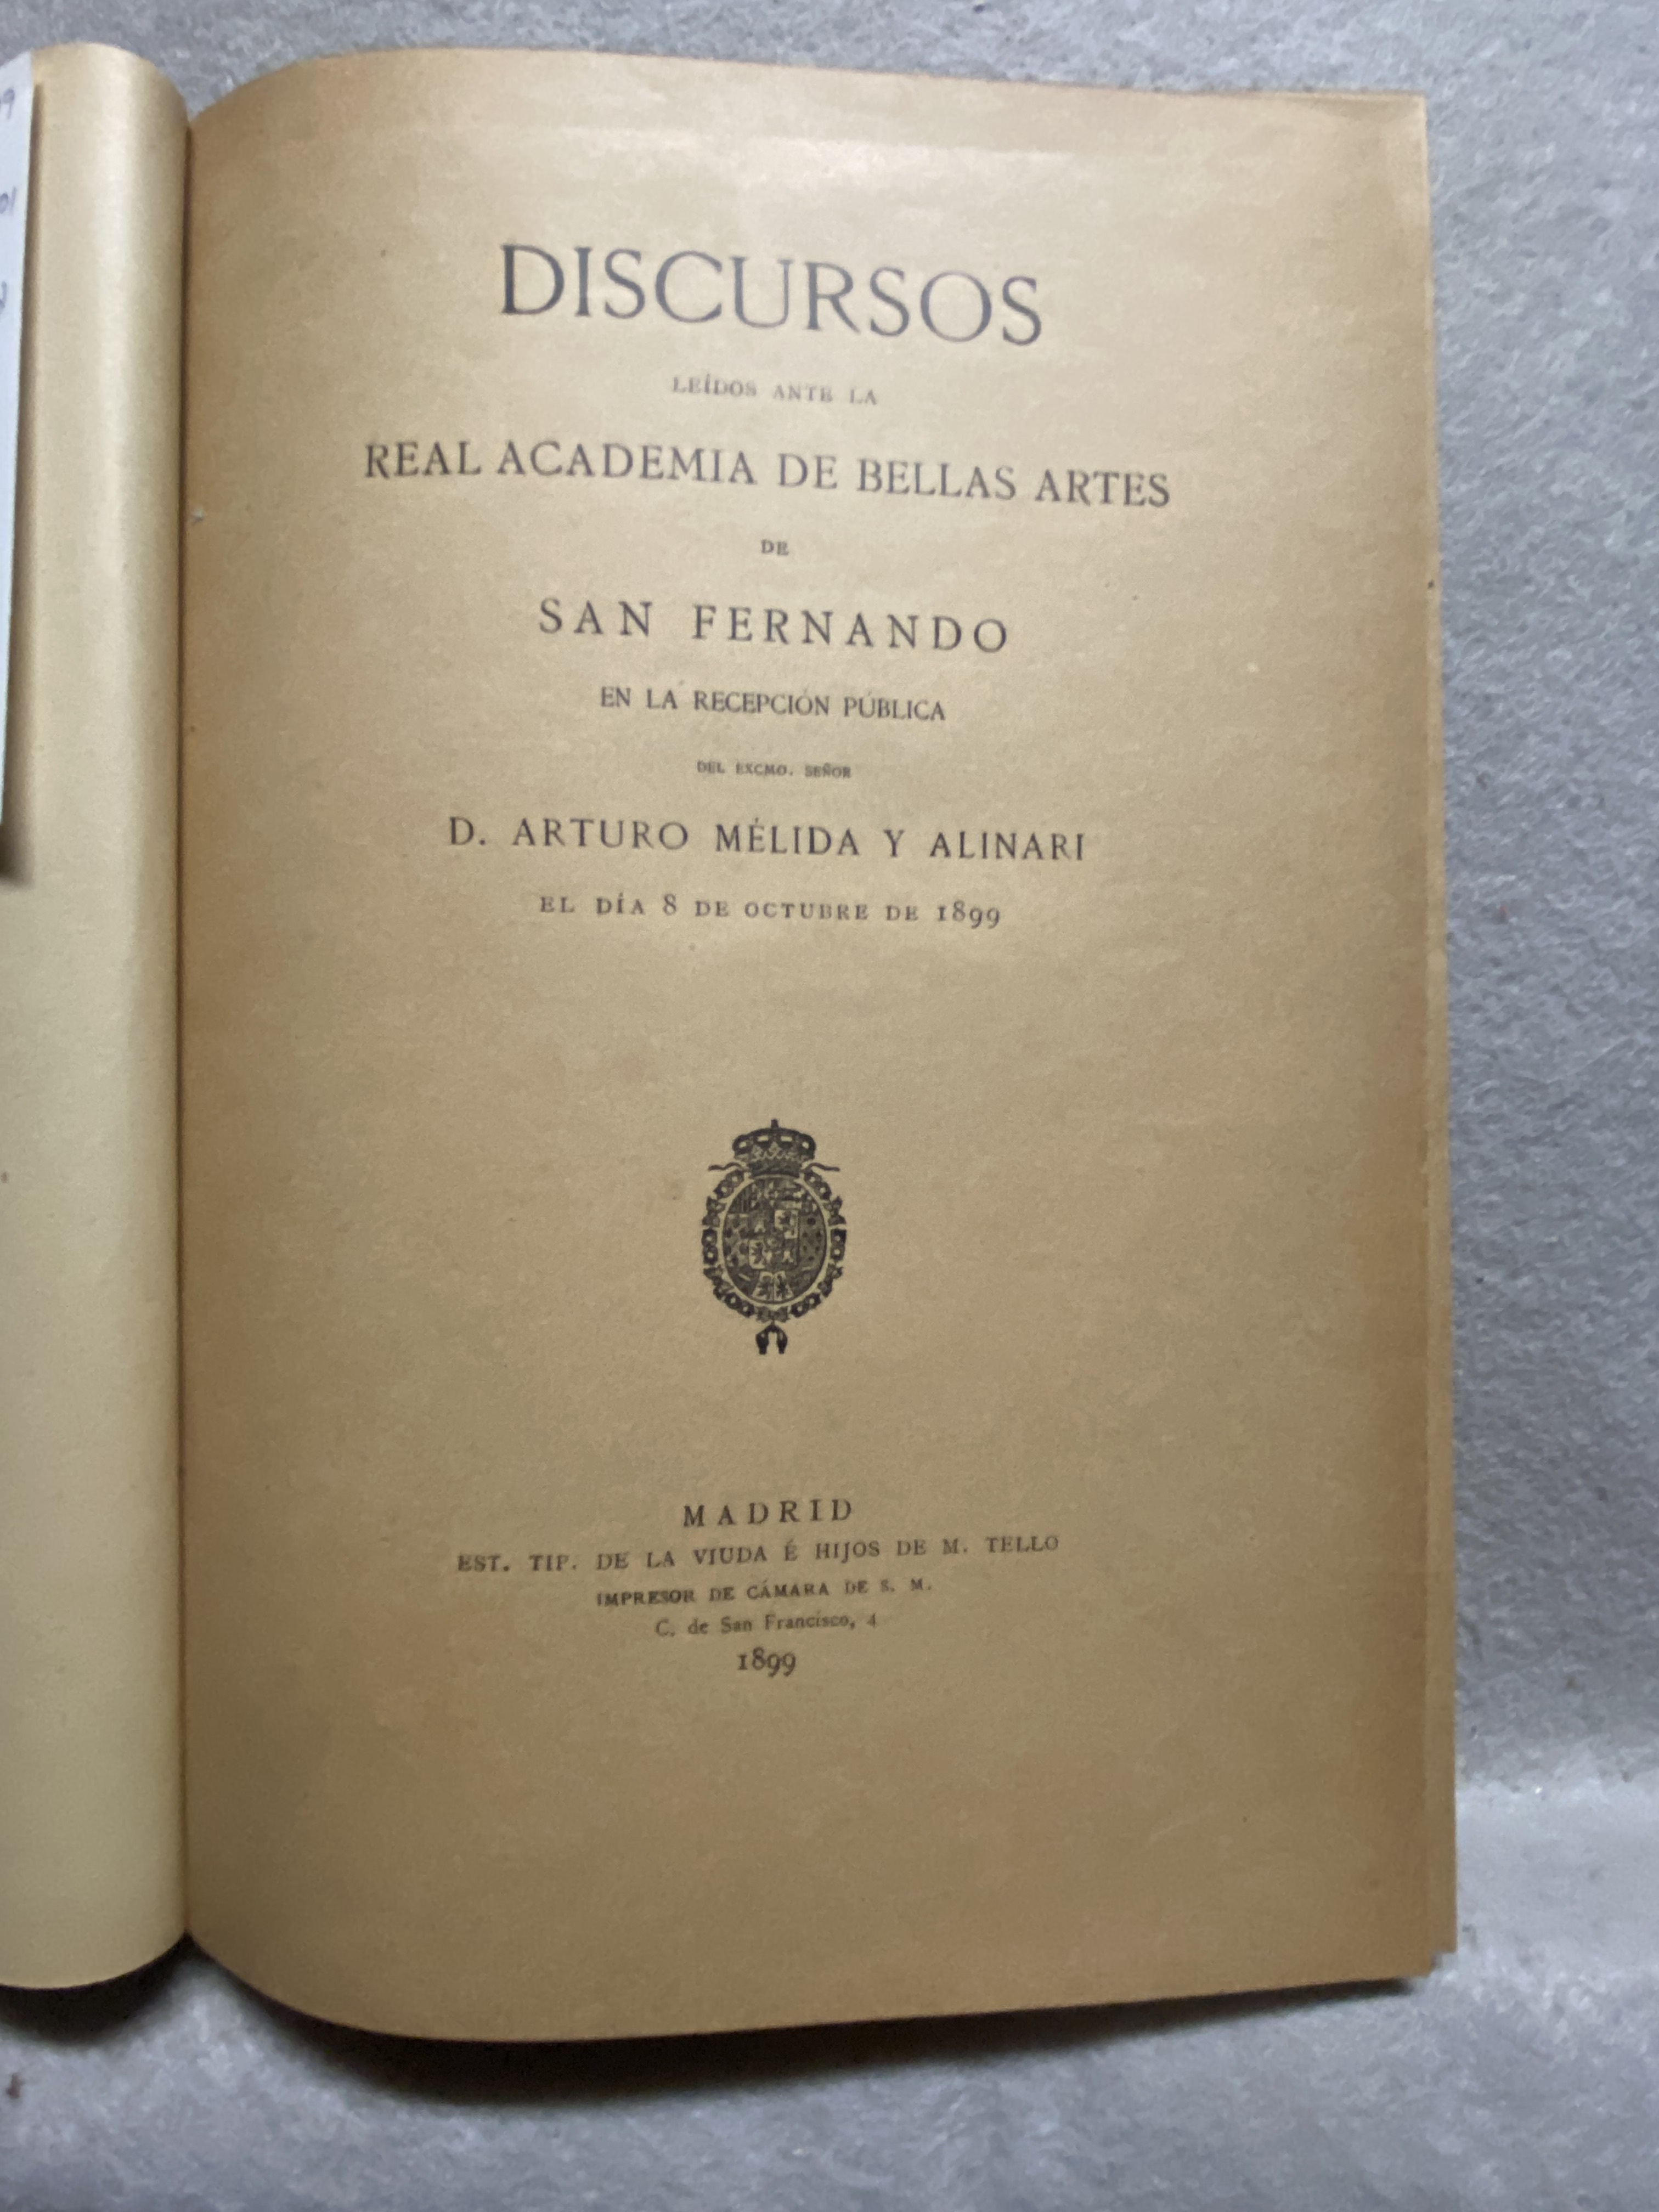 DISCURSOS
LEÍDOS ANTE LA
REAL ACADEMIA DE BELLAS ARTES
DE
SAN FERNANDO
EN LA RECEPCIÓN PÚBLICA
DEL EXCMO. SEÑOR
D. ARTURO MÉLIDA Y ALINARI
EL DÍA 8 DE OCTUBRE DE 1899
MADRID
EST. TIP. DE LA VIUDA É HIJOS DE M. TELLO
IMPRESOR DE CÁMARA DE S. M.
C. de San Francisco, 4
1899